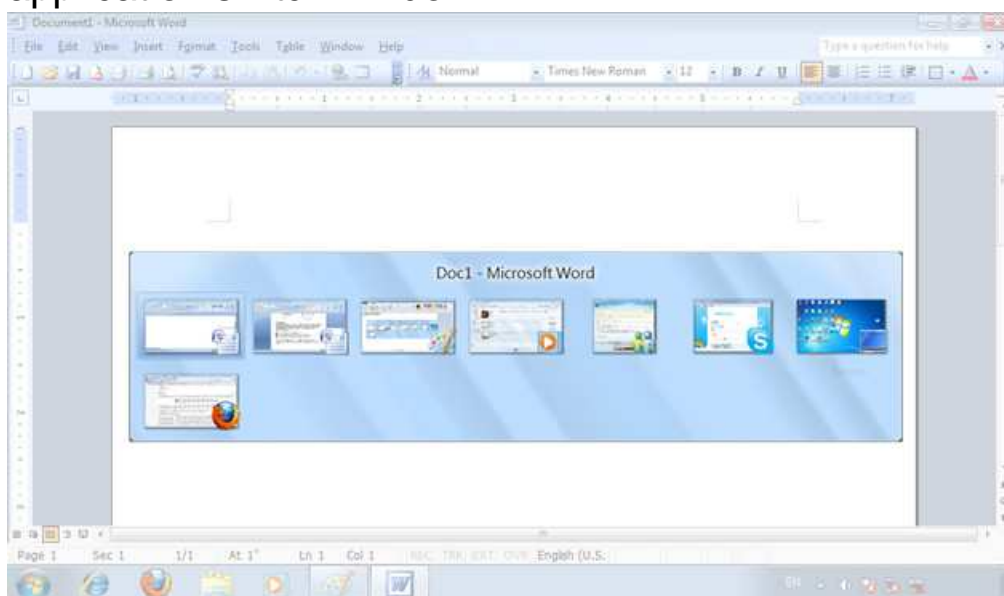 Document1 - Microsoft Word
File Edit View Insert Format Tools Table Window Help
Type a question for help
Normal Times New Roman 12 B I U
Doc1 - Microsoft Word
Page 1 Sec 1 1/1 At 1" Ln 1 Col 1 REC TRK EXT OVR English (U.S.
EN